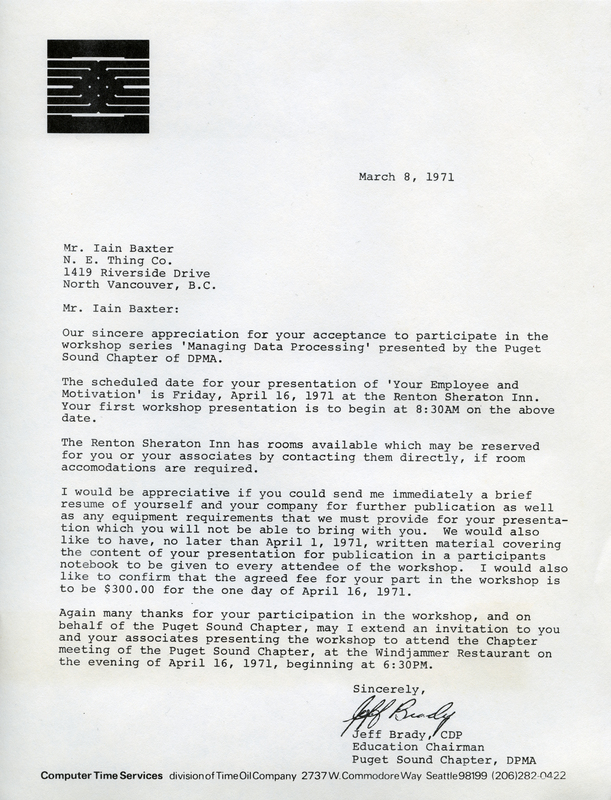 March 8, 1971
Mr. Iain Baxter
N. E. Thing Co.
1419 Riverside Drive
North Vancouver, B.C.
Mr. Iain Baxter:
Our sincere appreciation for your acceptance to participate in the
workshop series 'Managing Data Processing' presented by the Puget
Sound Chapter of DPMA.
The scheduled date for your presentation of 'Your Employee and
Motivation' is Friday, April 16, 1971 at the Renton Sheraton Inn.
Your first workshop presentation is to begin at 8:30AM on the above
date.
The Renton Sheraton Inn has rooms available which may be reserved
for you or your associates by contacting them directly, if room
accomodations are required.
I would be appreciative if you could send me immediately a brief
resume of yourself and your company for further publication as well
as any equipment requirements that we must provide for your presenta-
tion which you will not be able to bring with you.  We would also
like to have, no later than April 1, 1971, written material covering
the content of your presentation for publication in a participants
notebook to be given to every attendee of the workshop.  I would also
like to confirm that the agreed fee for your part in the workshop is
to be $300.00 for the one day of April 16, 1971.
Again many thanks for your participation in the workshop, and on
behalf of the Puget Sound Chapter, may I extend an invitation to you
and your associates presenting the workshop to attend the Chapter
meeting of the Puget Sound Chapter, at the Windjammer Restaurant on
the evening of April 16, 1971, beginning at 6:30PM.
Sincerely,
Jeff Brady
Jeff Brady, CDP
Education Chairman
Puget Sound Chapter, DPMA
Computer Time Services division of Time Oil Company 2737 W. Commodore Way Seattle 98199 (206)282-0422